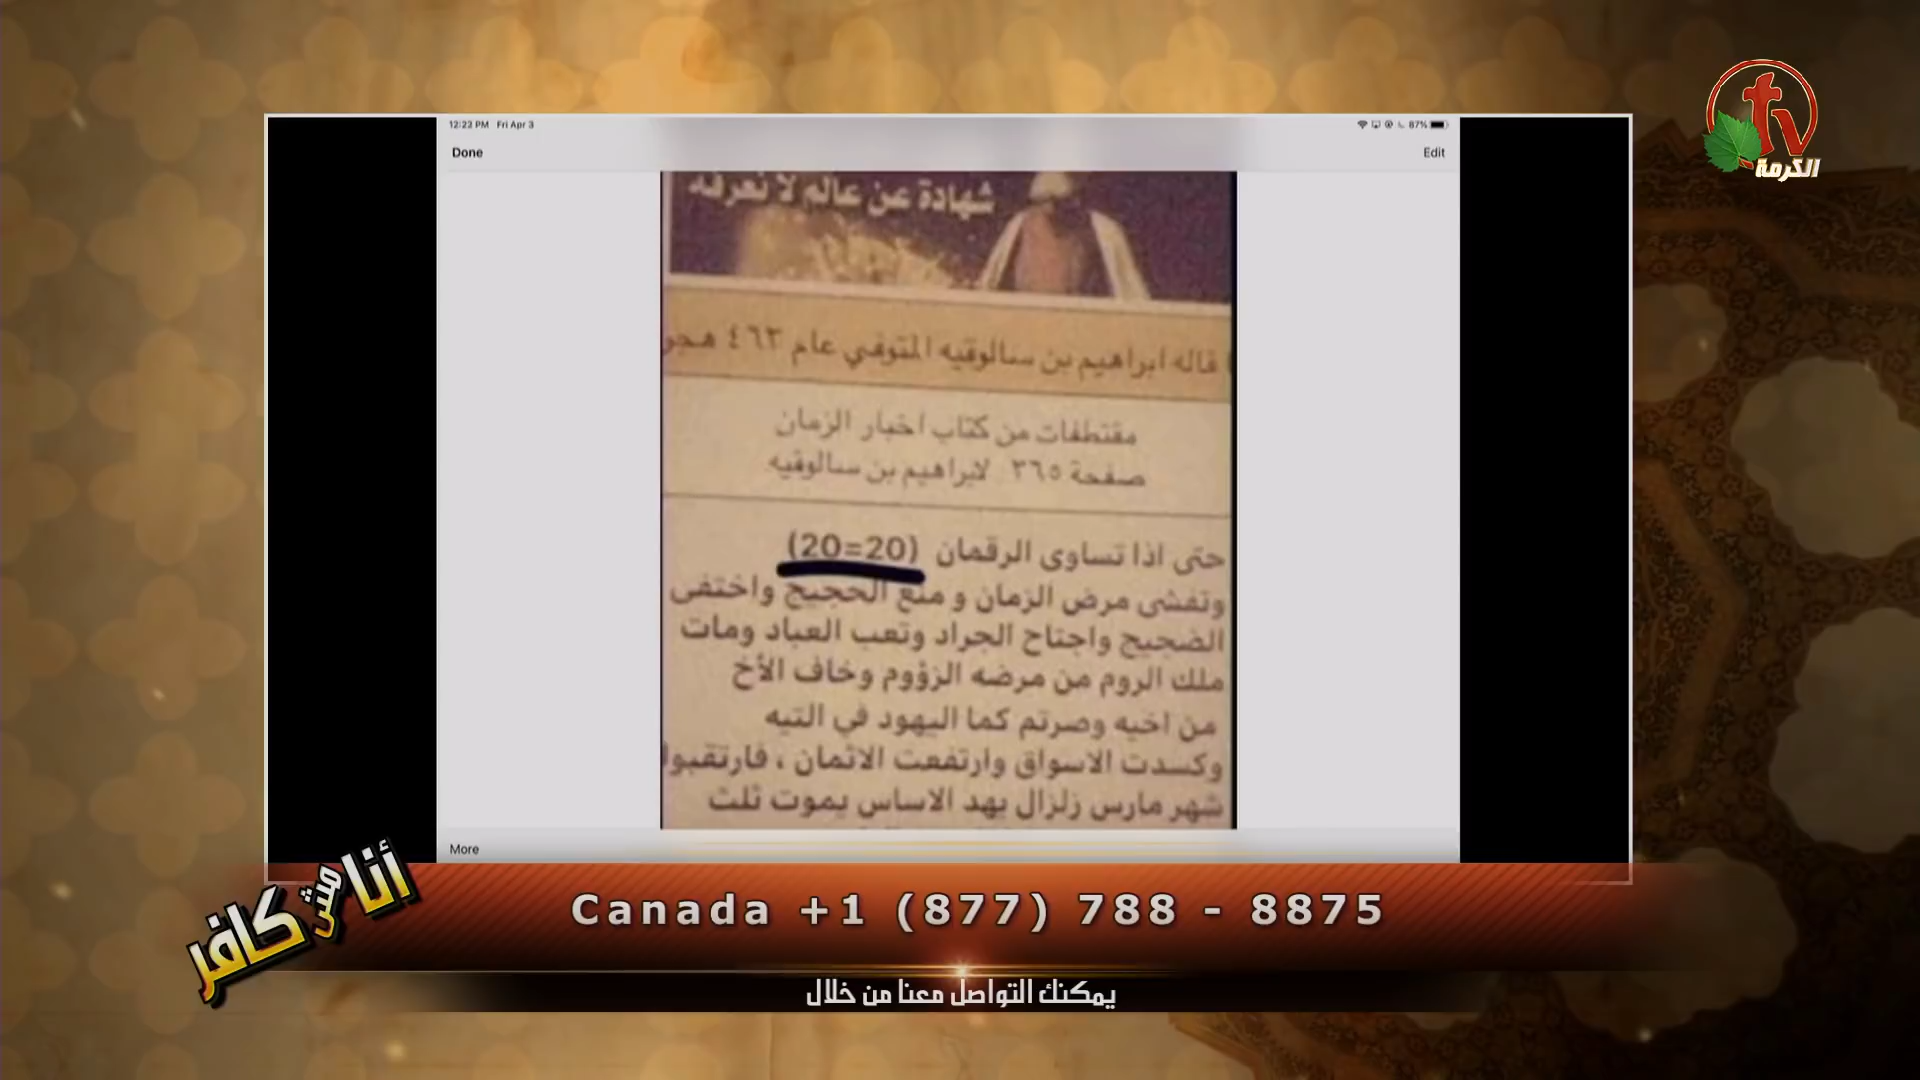 tv
الكرمة
12:23 PM Fri Apr 3
87%
Done
Edit
شهادة عن عالم لا نعرفه
قاله ابراهيم بن سالوقيه المتوفي عام ٤٦٣ هجر
مقتطفات من كتاب اخبار الزمان
صفحة ٣٦٥ لابراهيم بن سالوقيه
حتى اذا تساوى الرقمان (20=20)
وتفشى مرض الزمان و منع الحجيج واختفى
الضجيج واجتاح الجراد وتعب العباد ومات
ملك الروم من مرضه الزؤوم وخاف الأخ
من اخيه وصرتم كما اليهود في التيه
وكسدت الاسواق وارتفعت الاثمان ، فارتقبوا
شهر مارس زلزال يهد الاساس يموت ثلث
More
أنا مش كافر
Canada +1 (877) 788 - 8875
يمكنك التواصل معنا من خلال